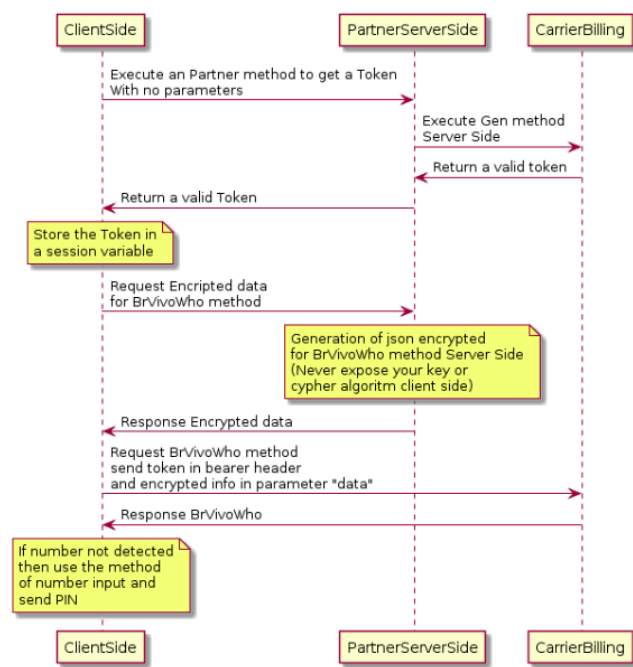 ClientSide
PartnerServerSide
CarrierBilling
Execute an Partner method to get a Token
With no parameters
Execute Gen method
Server Side
Return a valid token
Return a valid Token
Store the Token in
a session variable
Request Encripted data
for BrVivoWho method
Generation of json encrypted
for BrVivoWho method Server Side
(Never expose your key or
cypher algoritm client side)
Response Encrypted data
Request BrVivoWho method
send token in bearer header
and encrypted info in parameter "data"
Response BrVivoWho
If number not detected
then use the method
of number input and
send PIN
ClientSide
PartnerServerSide
CarrierBilling